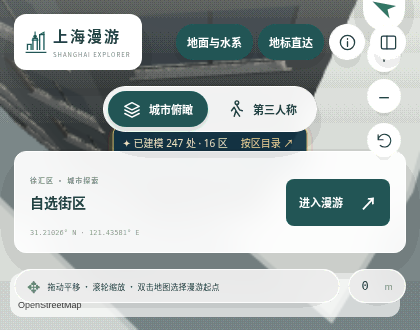 上海漫游
SHANGHAI EXPLORER
地面与水系
地标直达
城市俯瞰
第三人称
✦ 已建模 247 处 · 16 区 按区目录 ↗
徐汇区 · 城市探索
自选街区
31.21026° N · 121.43581° E
进入漫游 ↗
拖动平移 · 滚轮缩放 · 双击地图选择漫游起点
0 m
OpenStreetMap